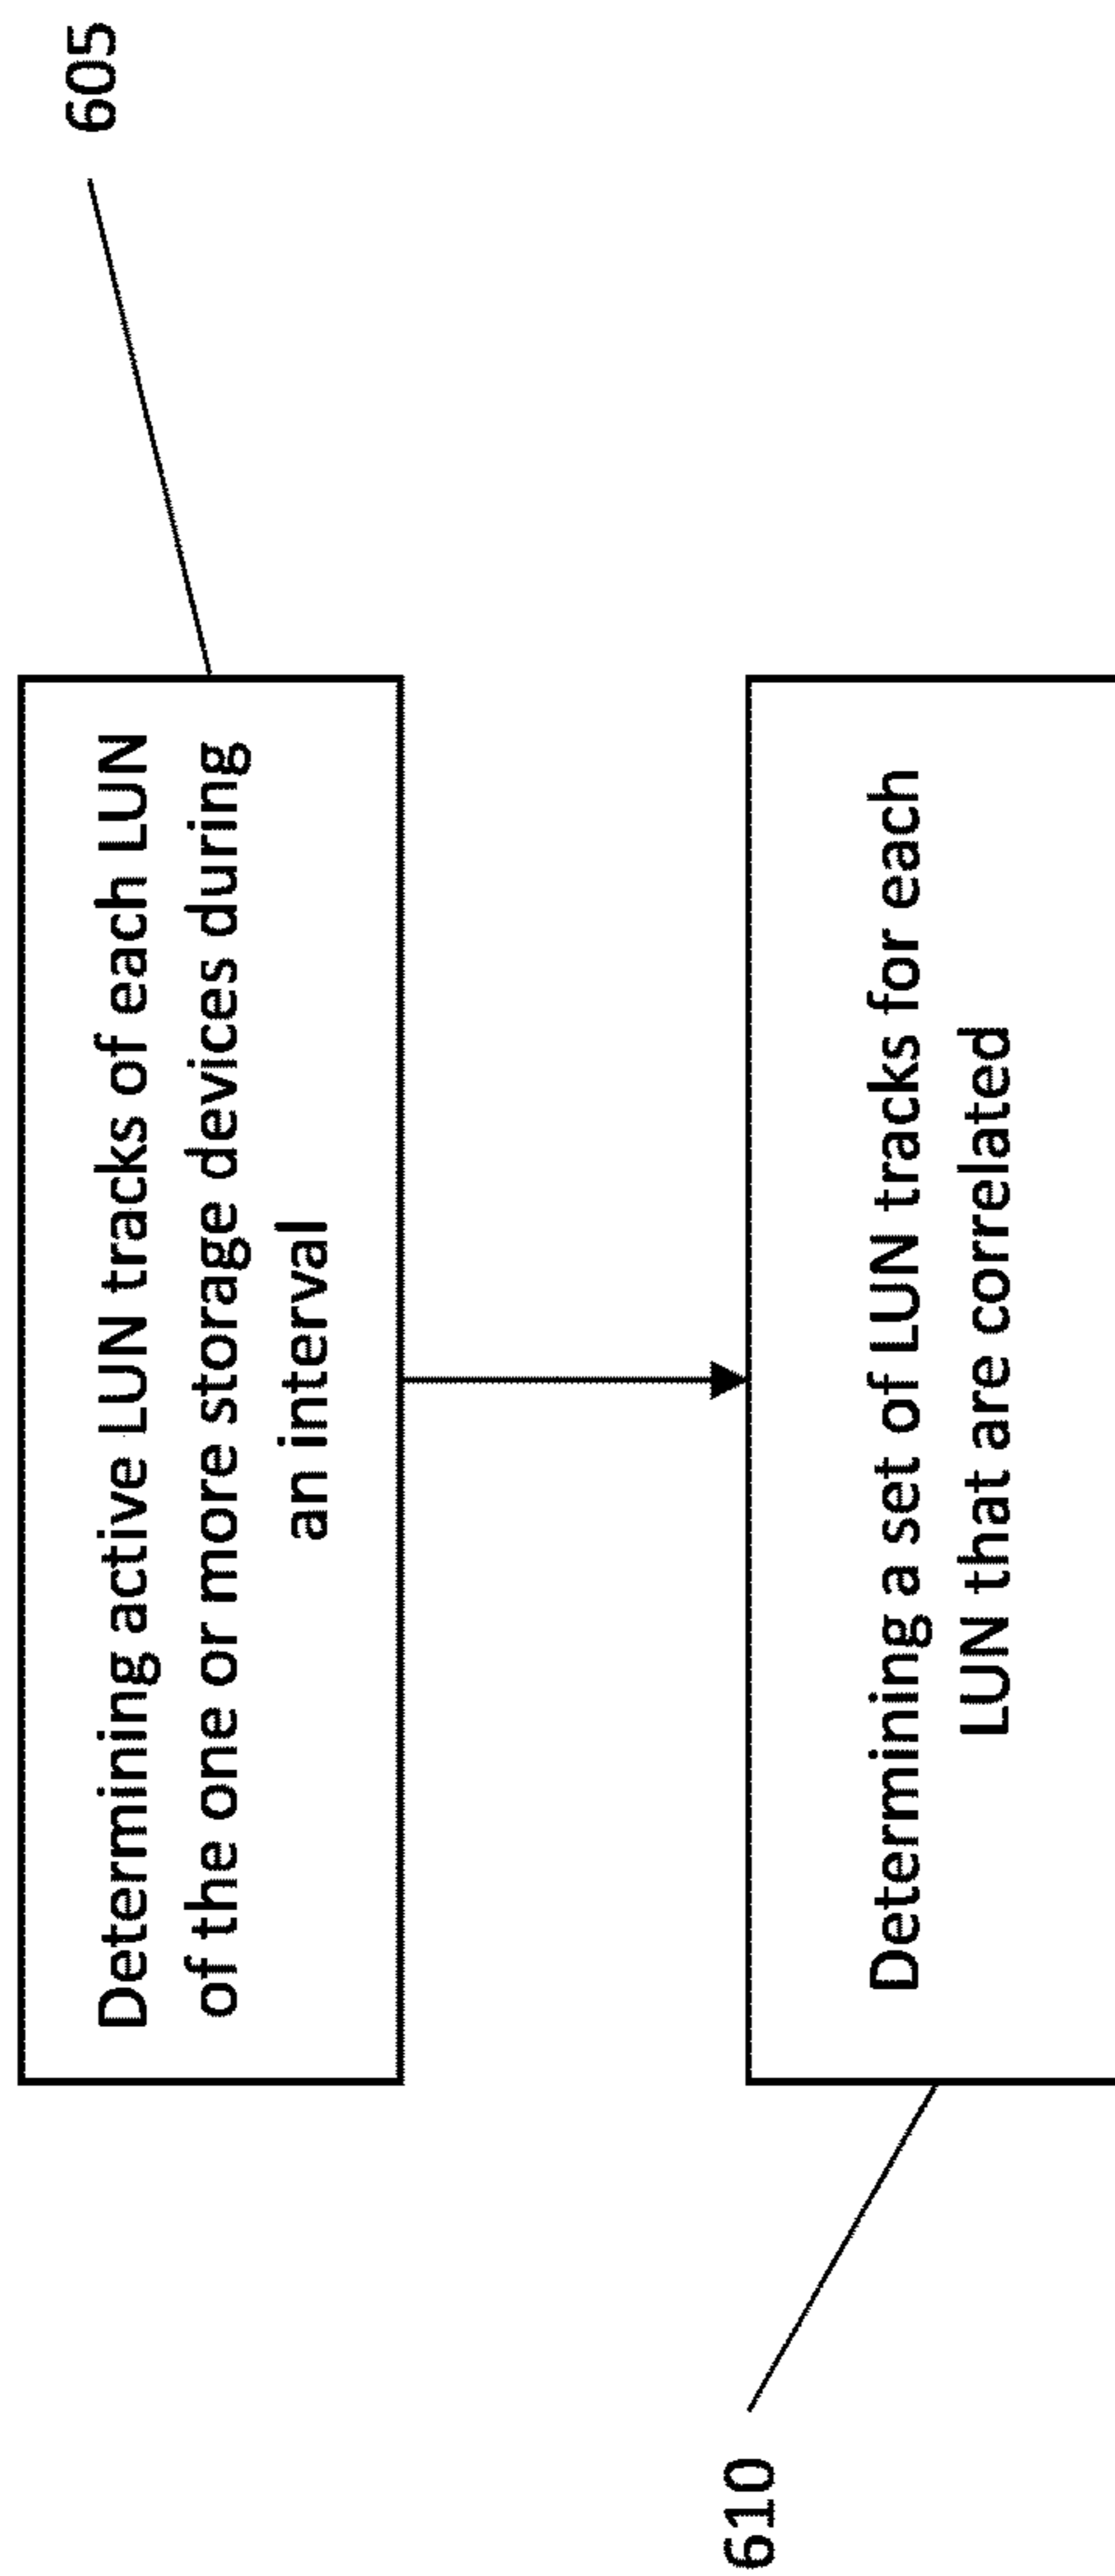 605
Determining active LUN tracks of each LUN
of the one or more storage devices during
an interval
Determining a set of LUN tracks for each
LUN that are correlated
610